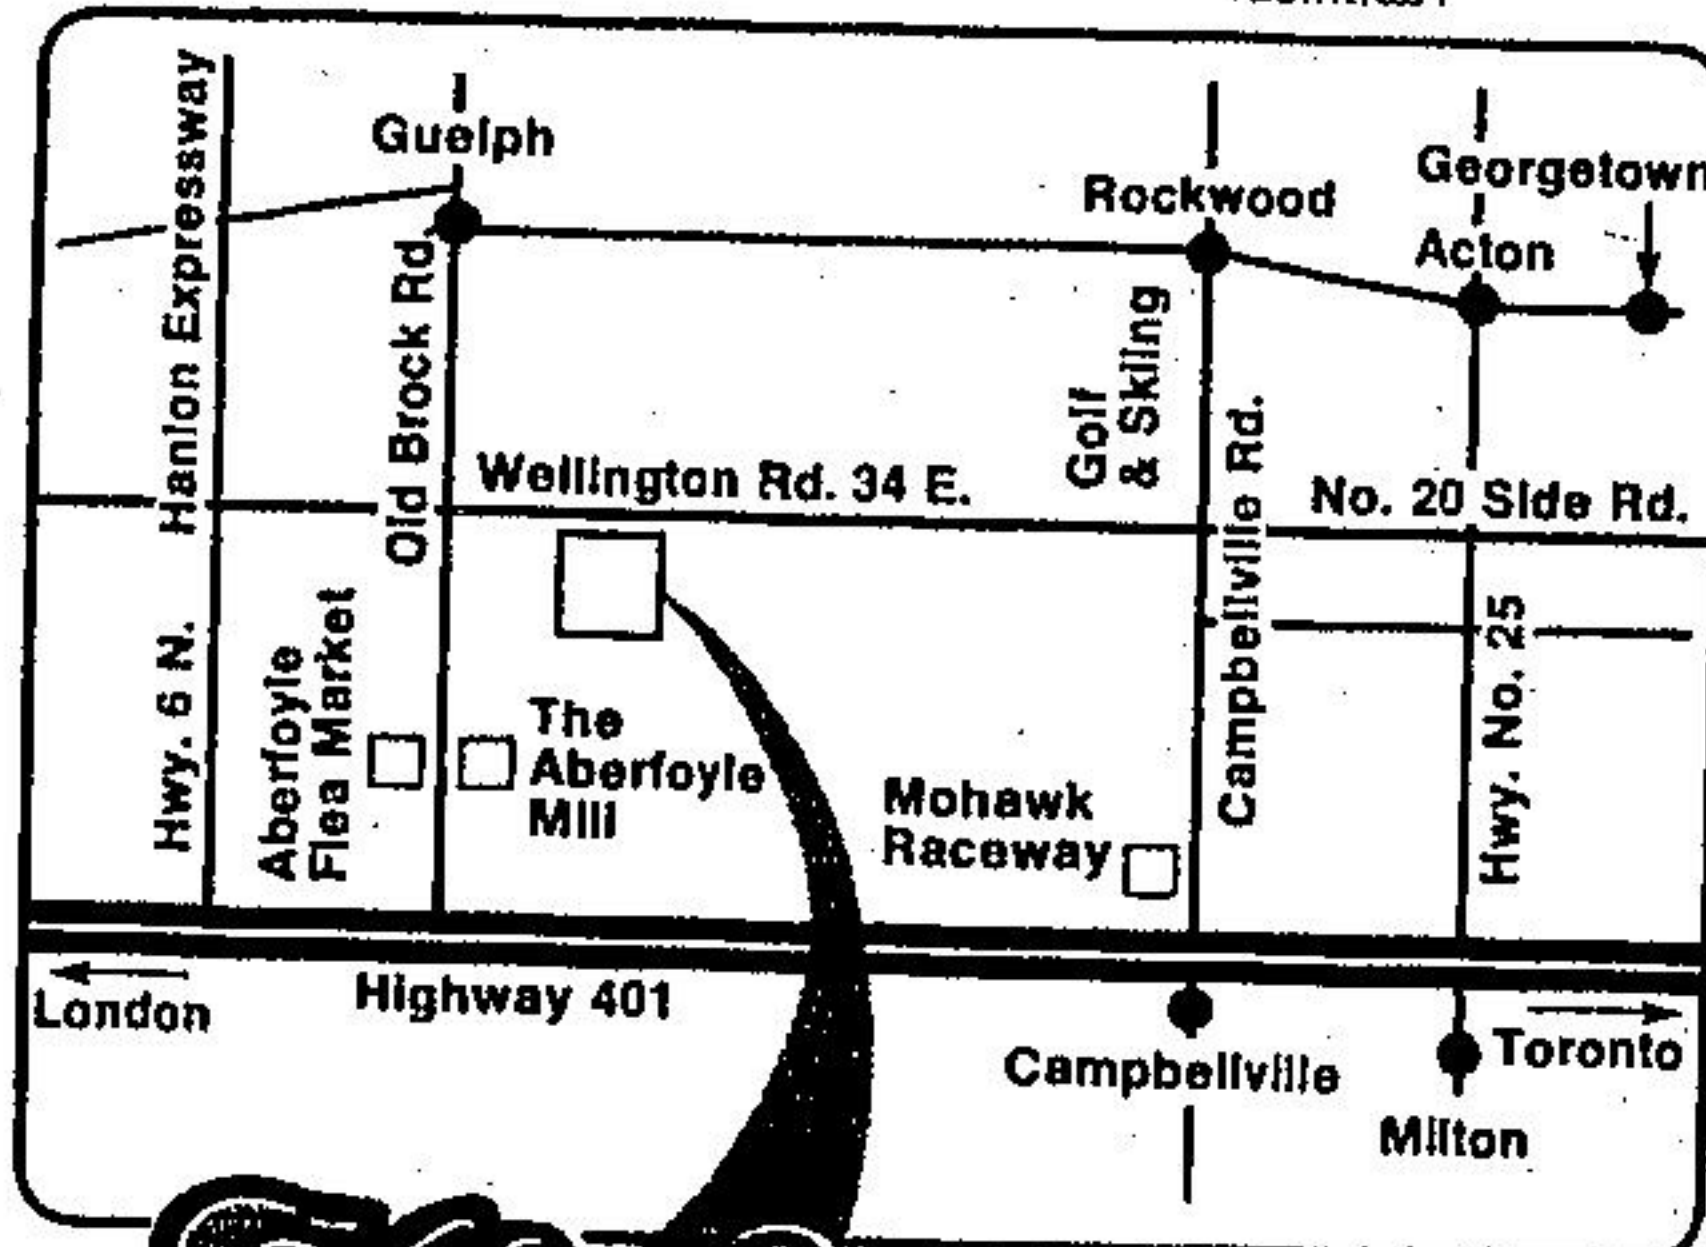 Guelph
Georgetown
Rockwood
Acton
Hanlon Expressway
Old Brock Rd
Golf
& Skiing
Wellington Rd. 34 E.
No. 20 Side Rd.
Campbellville Rd.
Hwy. 6 N.
Aberfoyle
Flea Market
The
Aberfoyle
Mill
Mohawk
Raceway
Hwy. No. 25
London
Highway 401
Campbellville
Toronto
Milton